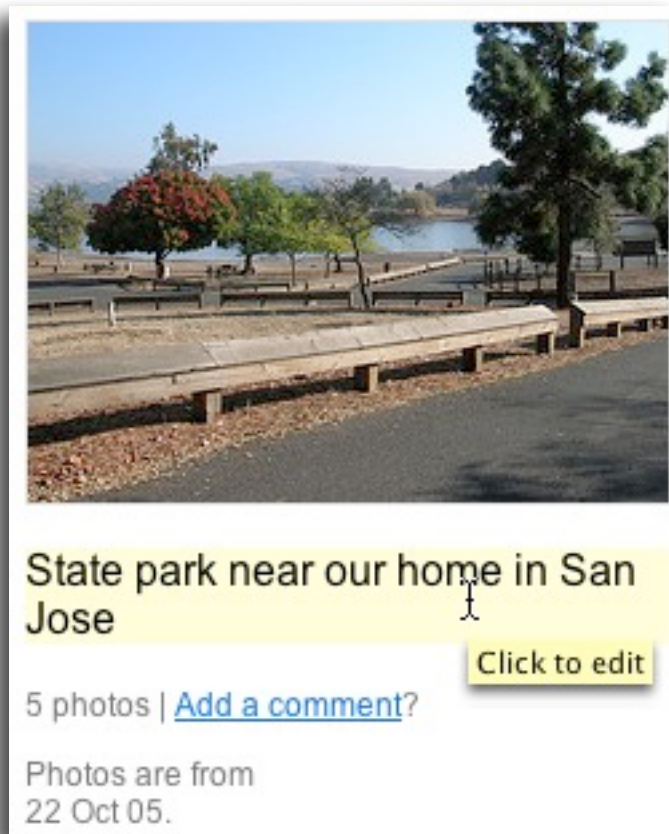 State park near our home in San
Jose
Click to edit
5 photos | Add a comment?
Photos are from
22 Oct 05.